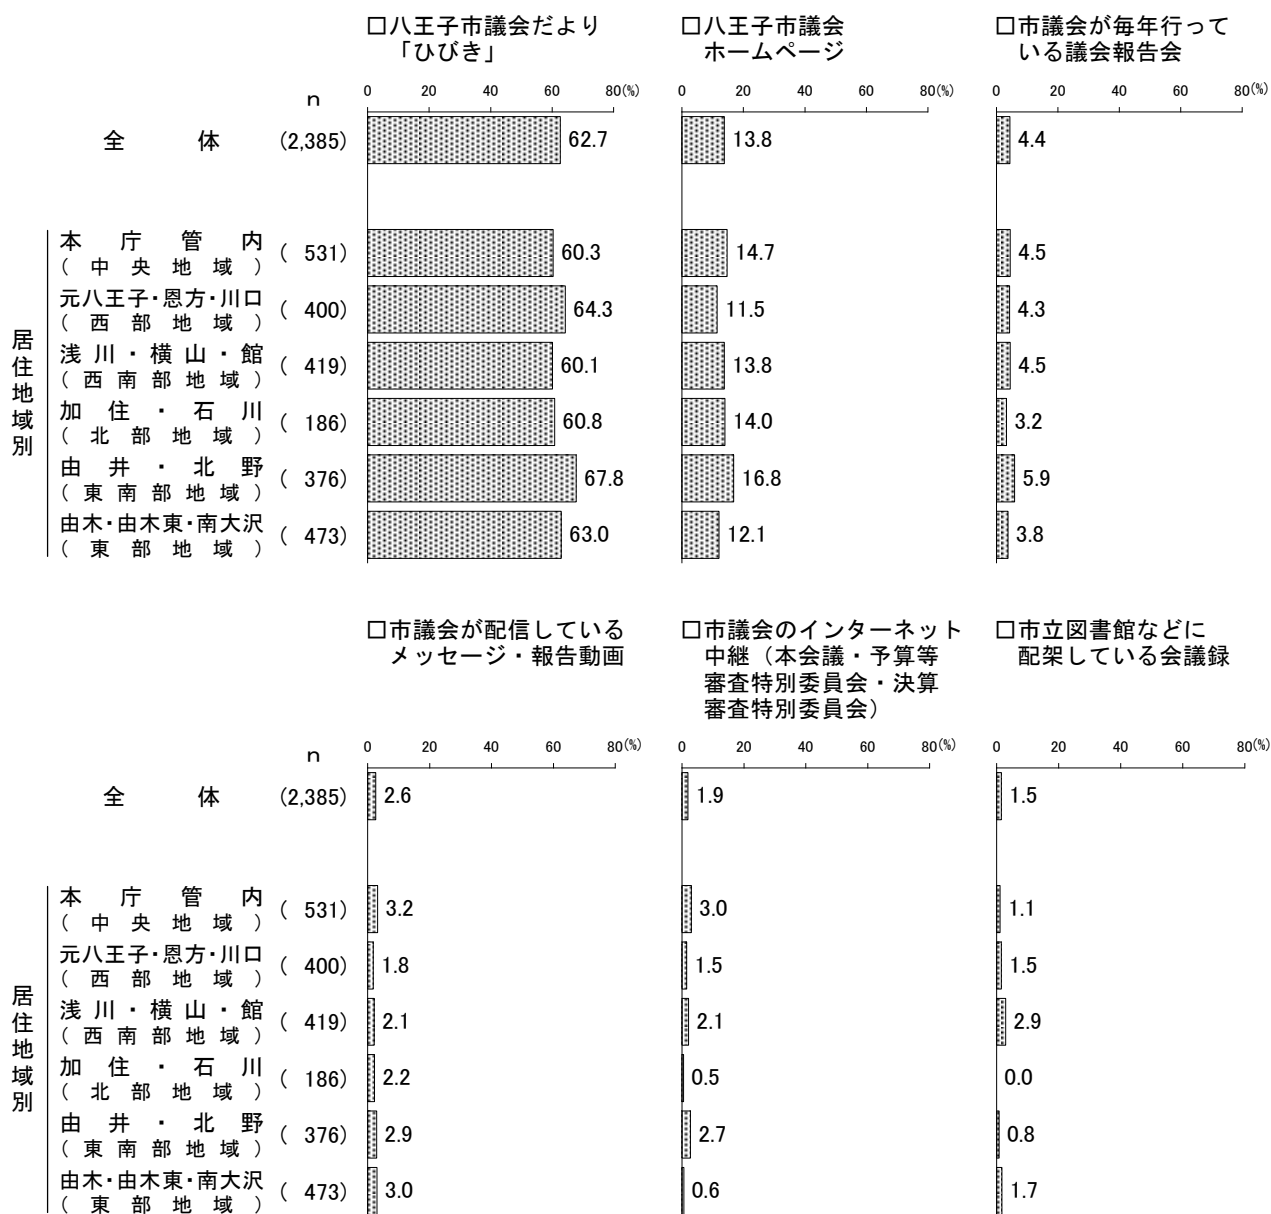 □八王子市議会だより
「ひびき」
□八王子市議会
ホームページ
□市議会が毎年行って
いる議会報告会
n
0 20 40 60 80(%)
0 20 40 60 80(%)
0 20 40 60 80(%)
全体 (2,385) 62.7 13.8 4.4
居住地域別
本庁管内
(中央地域)
( 531) 60.3 14.7 4.5
元八王子・恩方・川口
(西部地域)
( 400) 64.3 11.5 4.3
浅川・横山・館
(西南部地域)
( 419) 60.1 13.8 4.5
加住・石川
(北部地域)
( 186) 60.8 14.0 3.2
由井・北野
(東南部地域)
( 376) 67.8 16.8 5.9
由木・由木東・南大沢
(東部地域)
( 473) 63.0 12.1 3.8
□市議会が配信している
メッセージ・報告動画
□市議会のインターネット
中継(本会議・予算等
審査特別委員会・決算
審査特別委員会)
□市立図書館などに
配架している会議録
n
0 20 40 60 80(%)
0 20 40 60 80(%)
0 20 40 60 80(%)
全体 (2,385) 2.6 1.9 1.5
居住地域別
本庁管内
(中央地域)
( 531) 3.2 3.0 1.1
元八王子・恩方・川口
(西部地域)
( 400) 1.8 1.5 1.5
浅川・横山・館
(西南部地域)
( 419) 2.1 2.1 2.9
加住・石川
(北部地域)
( 186) 2.2 0.5 0.0
由井・北野
(東南部地域)
( 376) 2.9 2.7 0.8
由木・由木東・南大沢
(東部地域)
( 473) 3.0 0.6 1.7